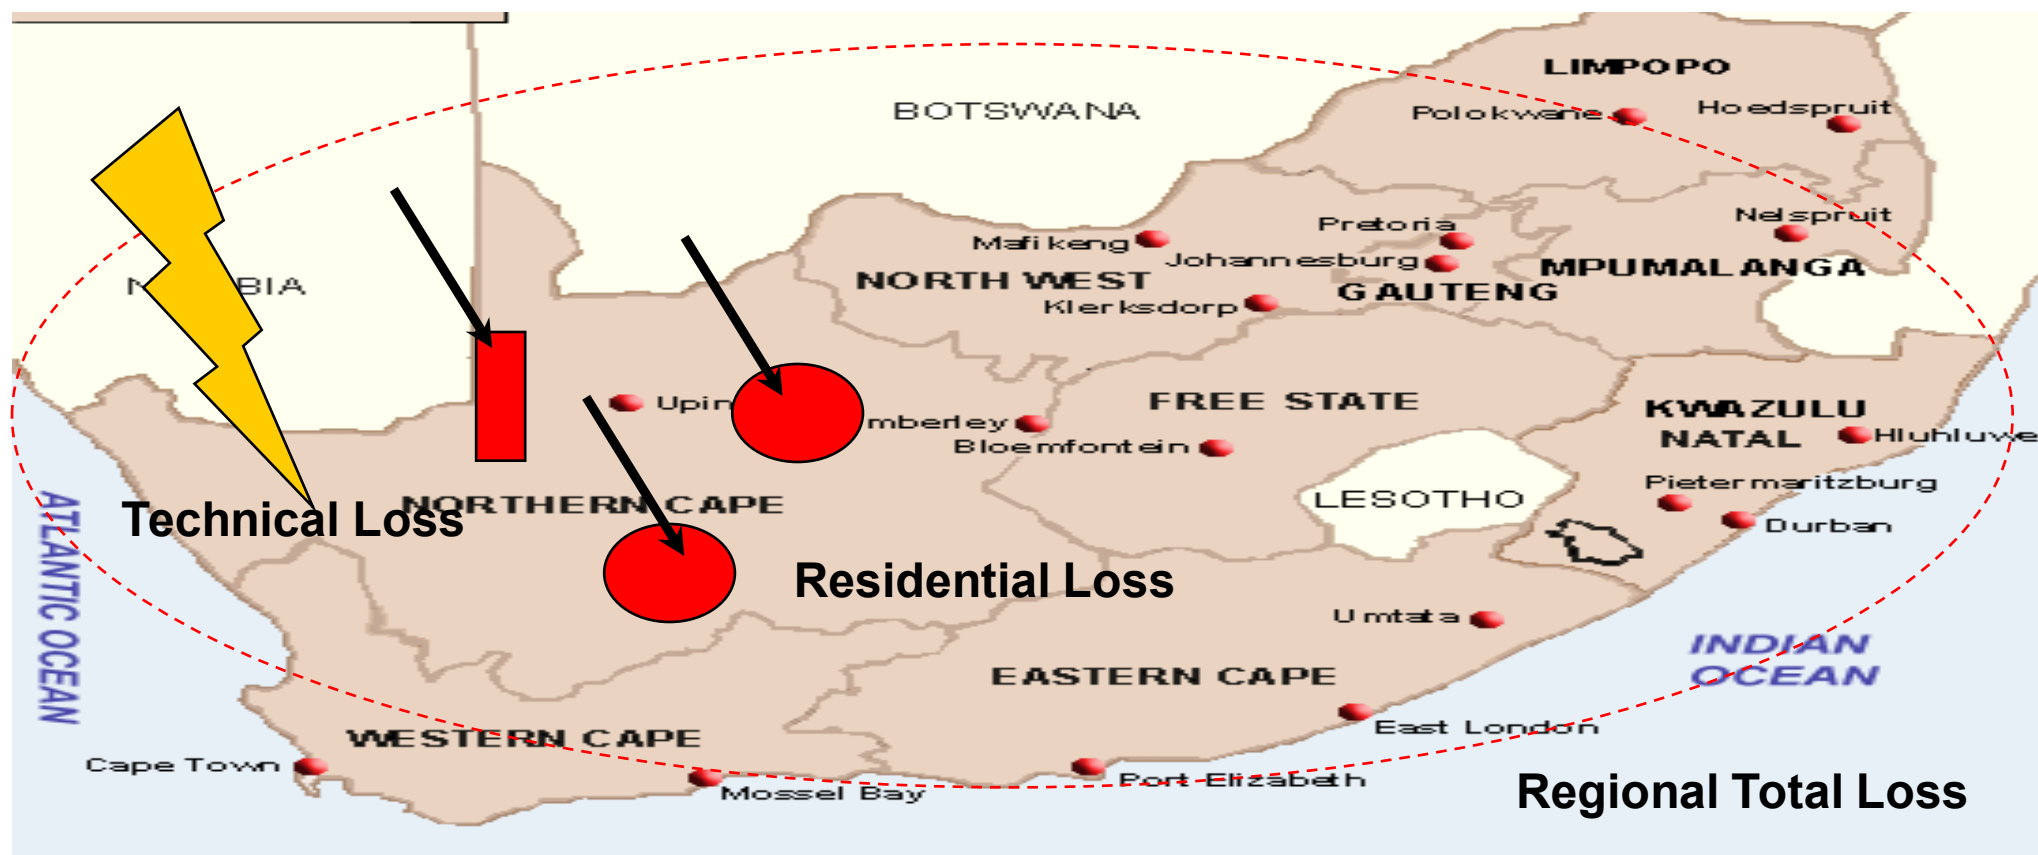 LIMPOPO
BOTSWANA
Polokwane
Hoedspruit
Pretoria
Nelspruit
Mafikeng
Johannesburg
NORTH WEST
MPUMALANGA
GAUTENG
Klerksdorp
BIA
Upin
mberley
FREE STATE
KWAZULU
NATAL
Hluhluwe
Bloemfontein
Pietermaritzburg
LESOTHO
NORTHERN CAPE
Technical Loss
Durban
ATLANTIC OCEAN
Residential Loss
Umtata
INDIAN
OCEAN
EASTERN CAPE
East London
WESTERN CAPE
Cape Town
Port Elizabeth
Mossel Bay
Regional Total Loss